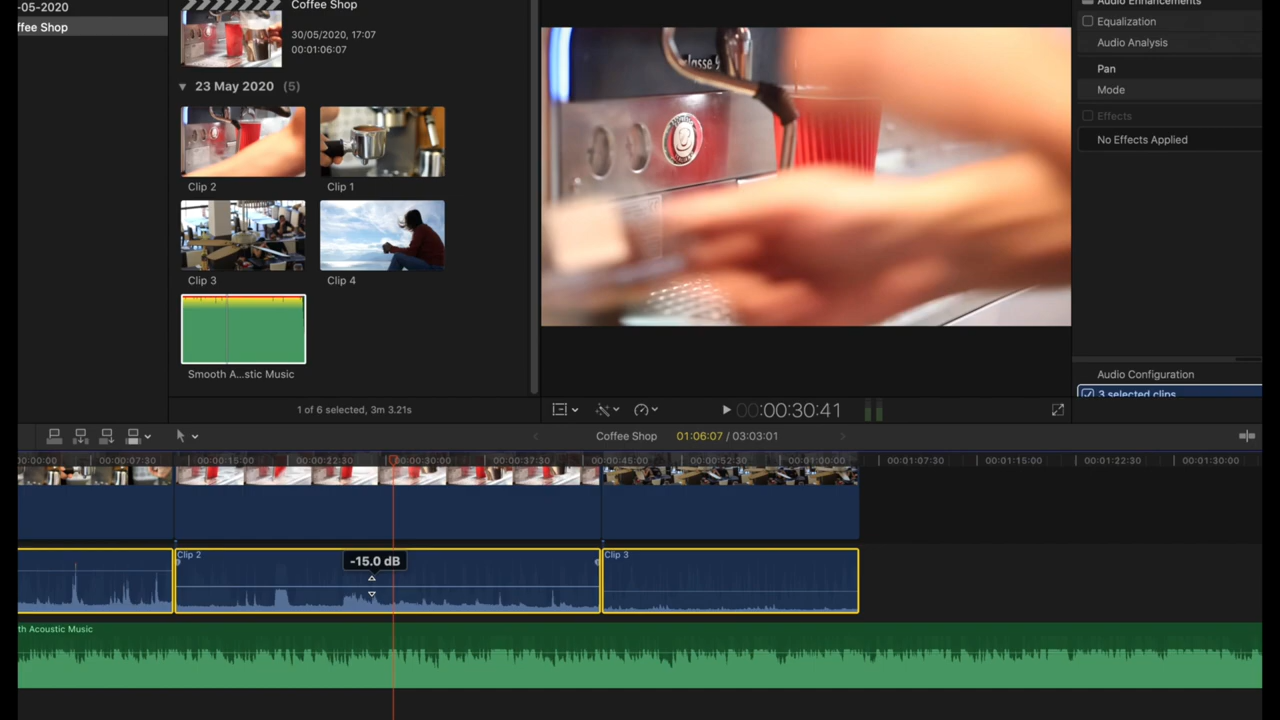 -05-2020
ffee Shop
Coffee Shop
30/05/2020, 17:07
00:01:06:07
23 May 2020 (5)
Clip 2
Clip 1
Clip 3
Clip 4
Smooth A...stic Music
1 of 6 selected, 3m 3.21s
lasse 9
00:00:30:41
Audio Enhancements
Equalization
Audio Analysis
Pan
Mode
Effects
No Effects Applied
Audio Configuration
3 selected clips
Coffee Shop
01:06:07 / 03:03:01
00:00:00
00:00:07:30
00:00:15:00
00:00:22:30
00:00:30:00
00:00:37:30
00:00:45:00
00:00:52:30
00:01:00:00
00:01:07:30
00:01:15:00
00:01:22:30
00:01:30:00
Clip 2
-15.0 dB
Clip 3
th Acoustic Music